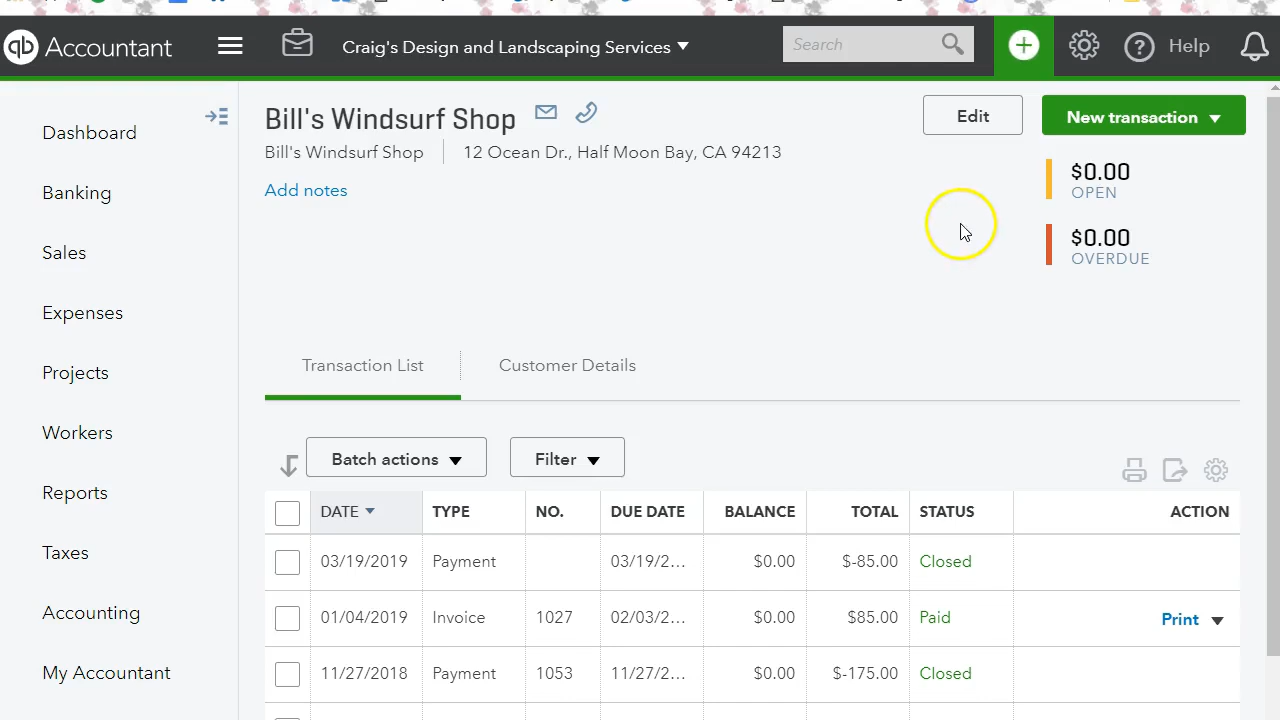 qb Accountant
Craig's Design and Landscaping Services
Search
Help
Dashboard
Banking
Sales
Expenses
Projects
Workers
Reports
Taxes
Accounting
My Accountant
Bill's Windsurf Shop
Edit
New transaction
Bill's Windsurf Shop
12 Ocean Dr., Half Moon Bay, CA 94213
Add notes
$0.00
OPEN
$0.00
OVERDUE
Transaction List
Customer Details
Batch actions
Filter
DATE TYPE NO. DUE DATE BALANCE TOTAL STATUS ACTION
03/19/2019 Payment 03/19/2... $0.00 $-85.00 Closed
01/04/2019 Invoice 1027 02/03/2... $0.00 $85.00 Paid Print
11/27/2018 Payment 1053 11/27/2... $0.00 $-175.00 Closed